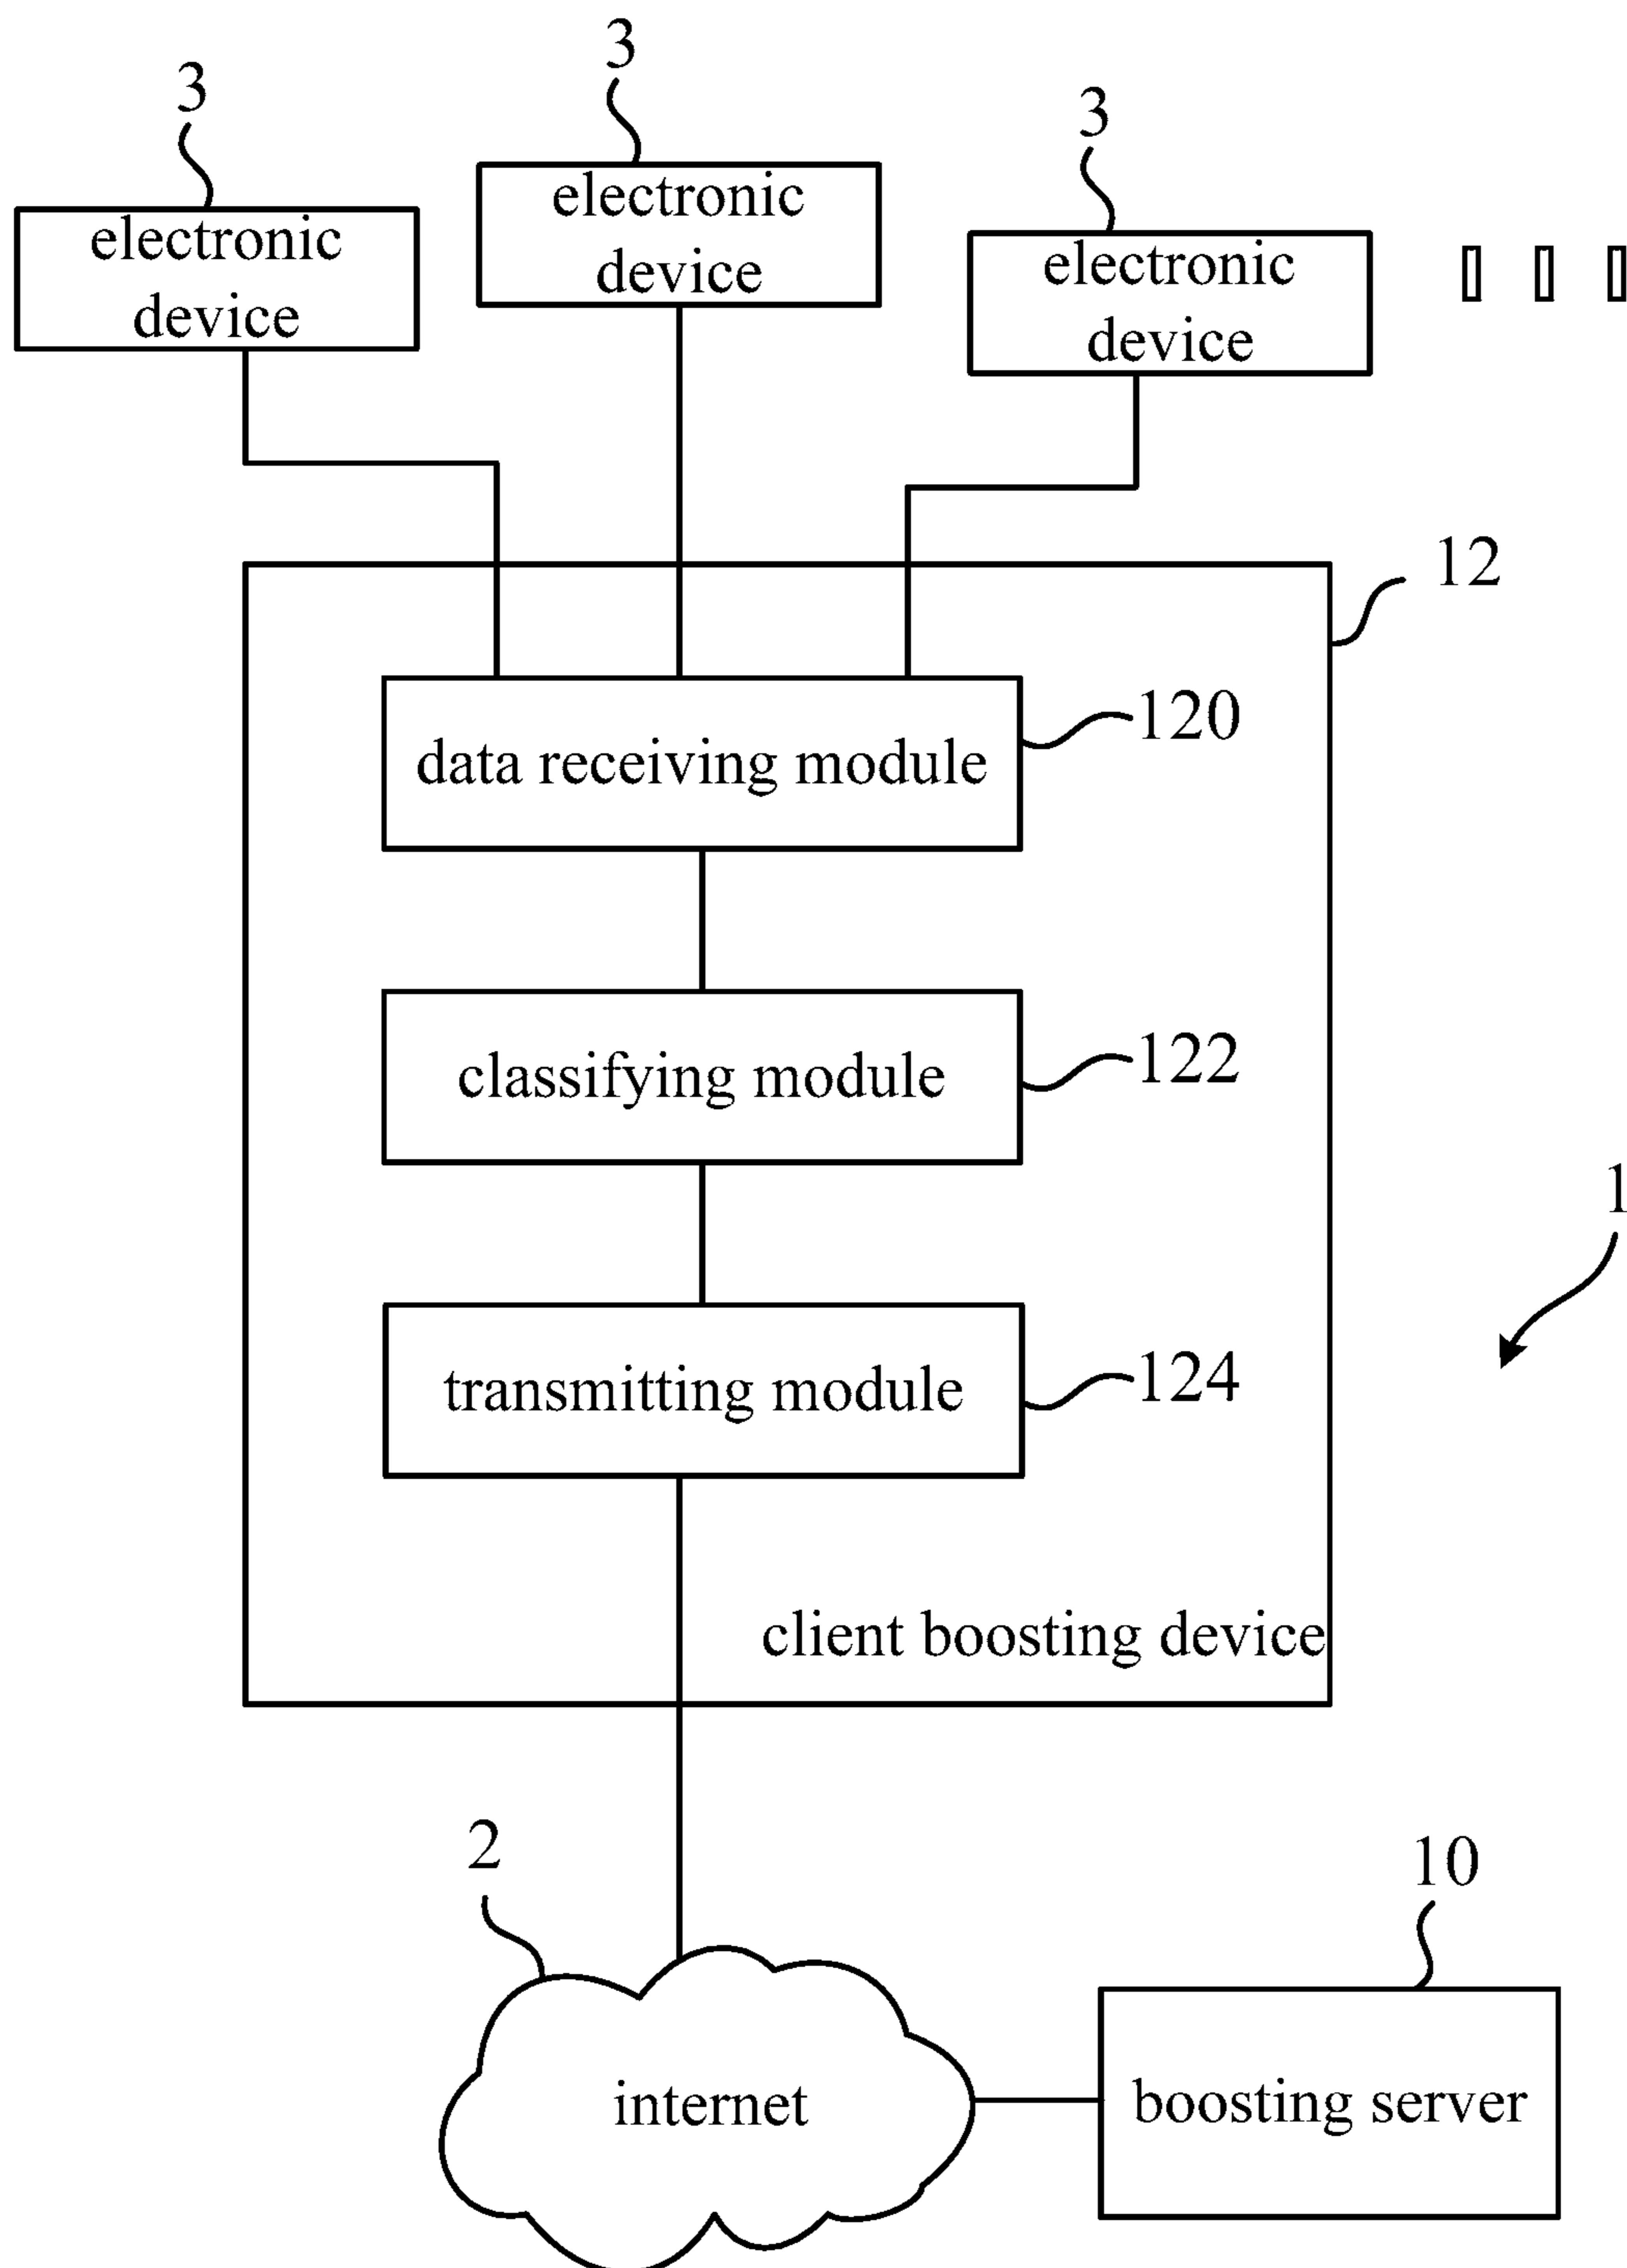 3
3
3
electronic
device
electronic
device
electronic
device
12
120
data receiving module
122
classifying module
1
124
transmitting module
client boosting device
2
10
internet
boosting server